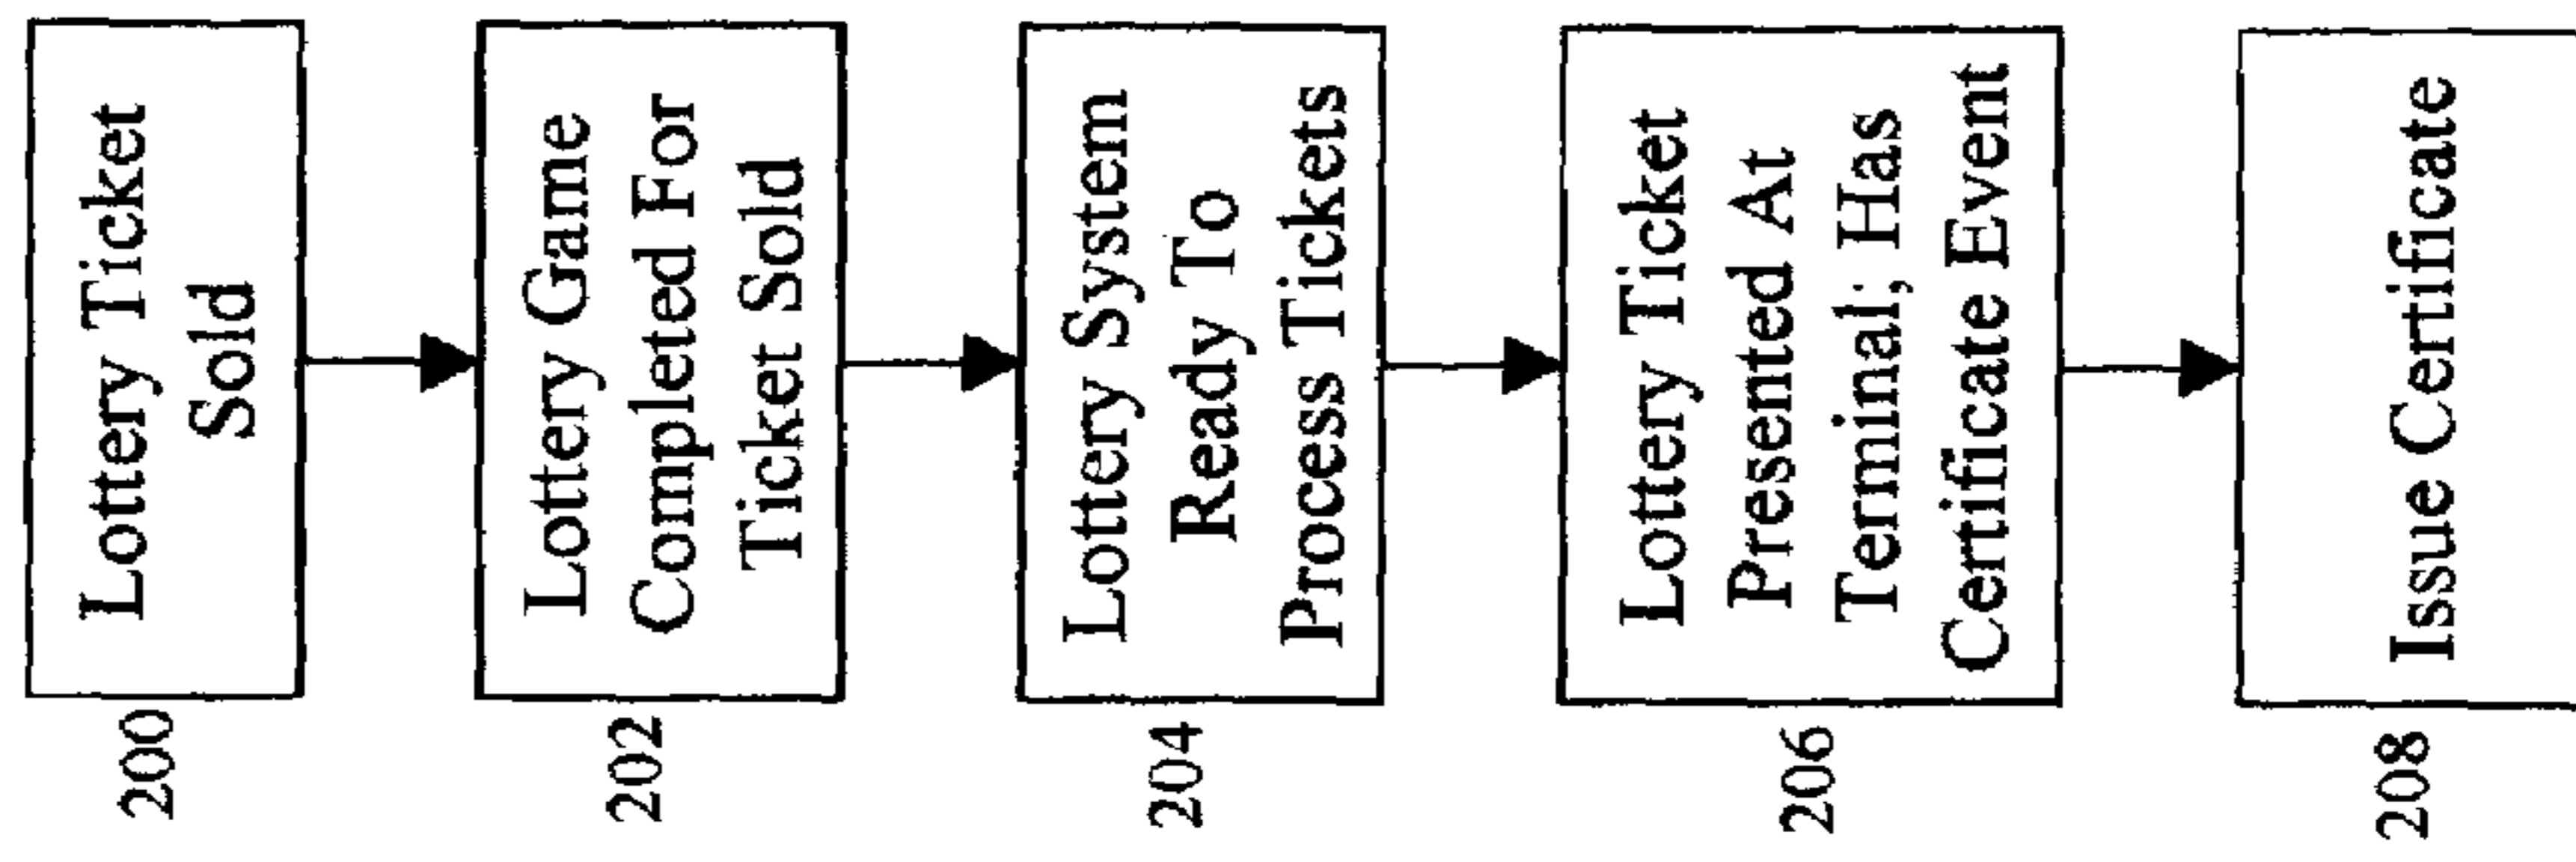 200
Lottery Ticket
Sold
202
Lottery Game
Completed For
Ticket Sold
204
Lottery System
Ready To
Process Tickets
206
Lottery Ticket
Presented At
Terminal; Has
Certificate Event
208
Issue Certificate